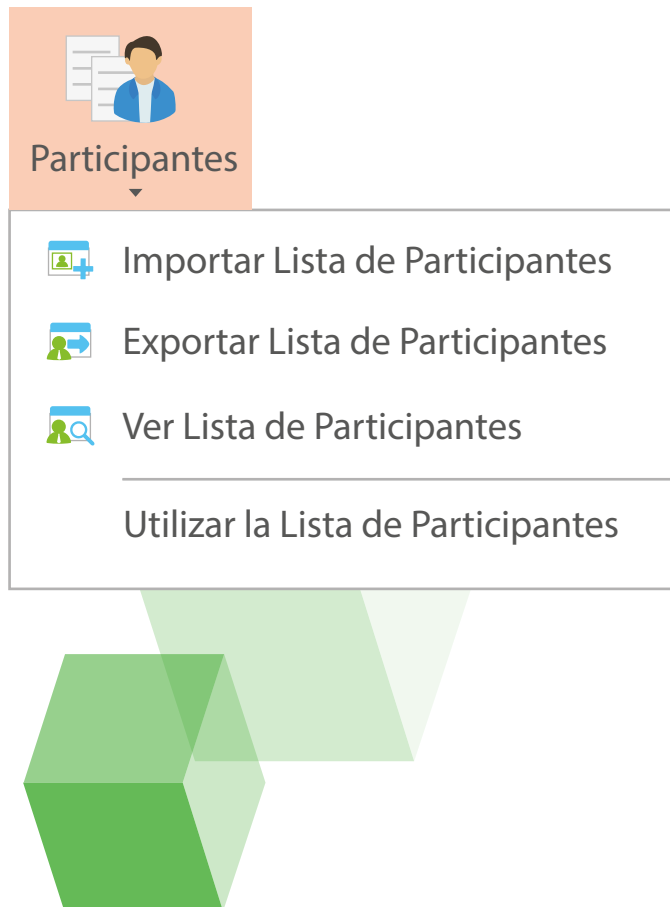 Participantes
Importar Lista de Participantes
Exportar Lista de Participantes
Ver Lista de Participantes
Utilizar la Lista de Participantes